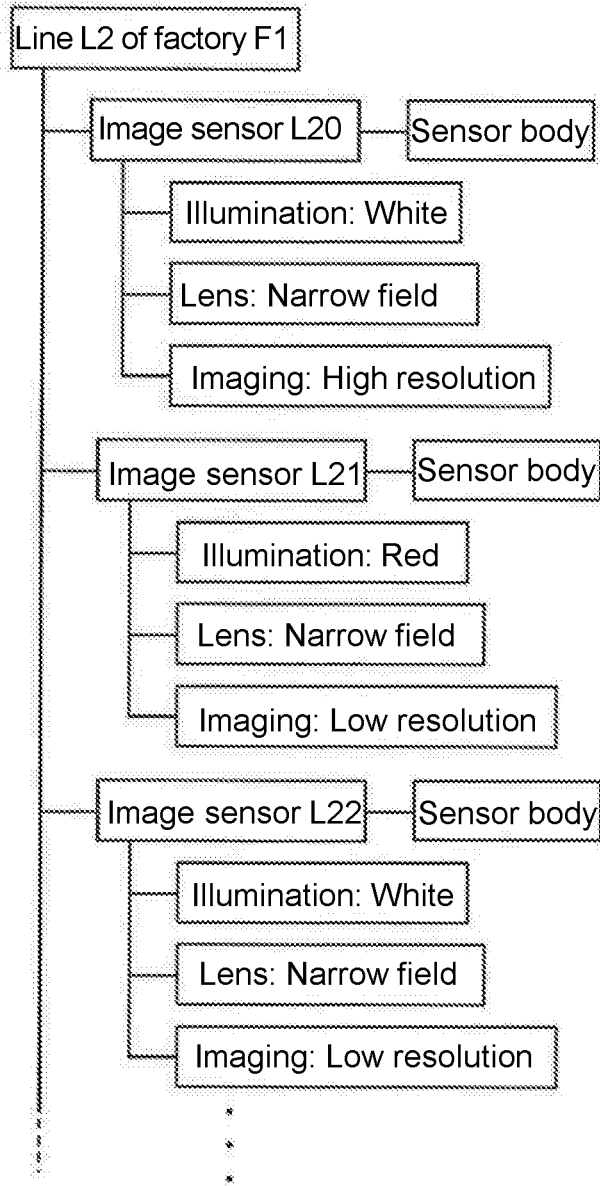 Line L2 of factory F1
Image sensor L20
Sensor body
Illumination: White
Lens: Narrow field
Imaging: High resolution
Image sensor L21
Sensor body
Illumination: Red
Lens: Narrow field
Imaging: Low resolution
Image sensor L22
Sensor body
Illumination: White
Lens: Narrow field
Imaging: Low resolution